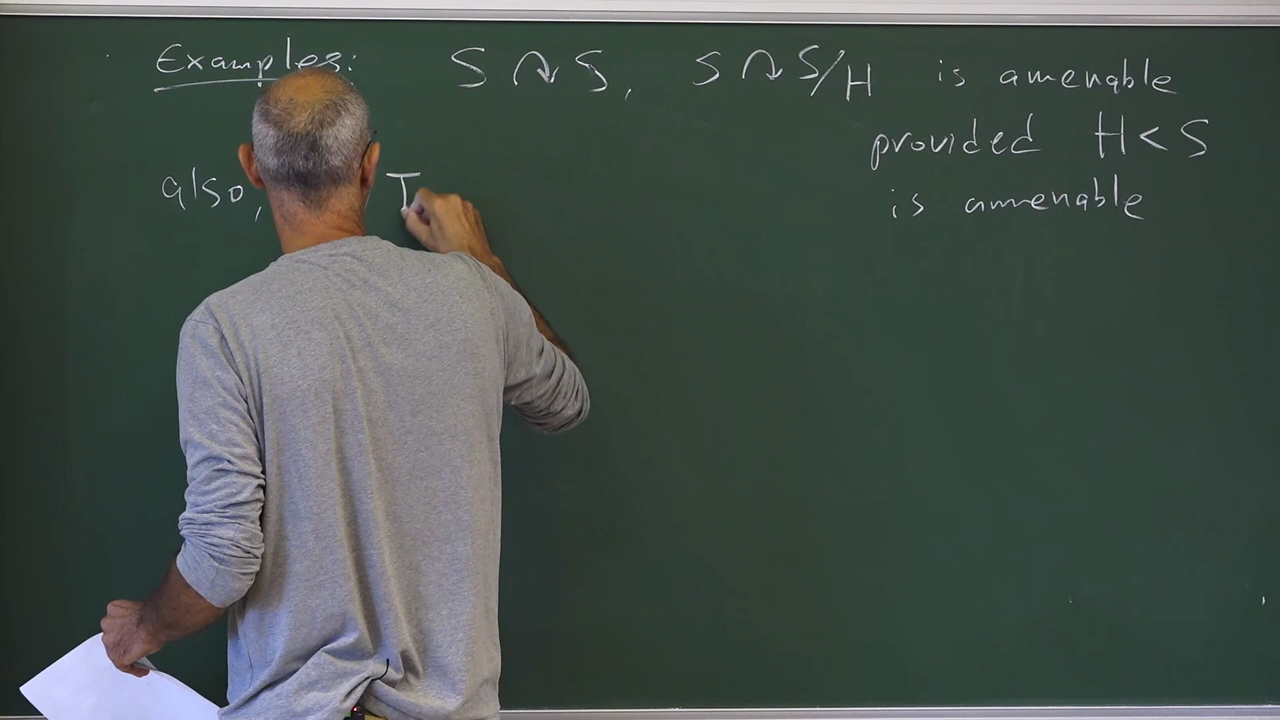 Examples: S ↷ S, S ↷ S/H is amenable
provided H < S
also, T
is amenable